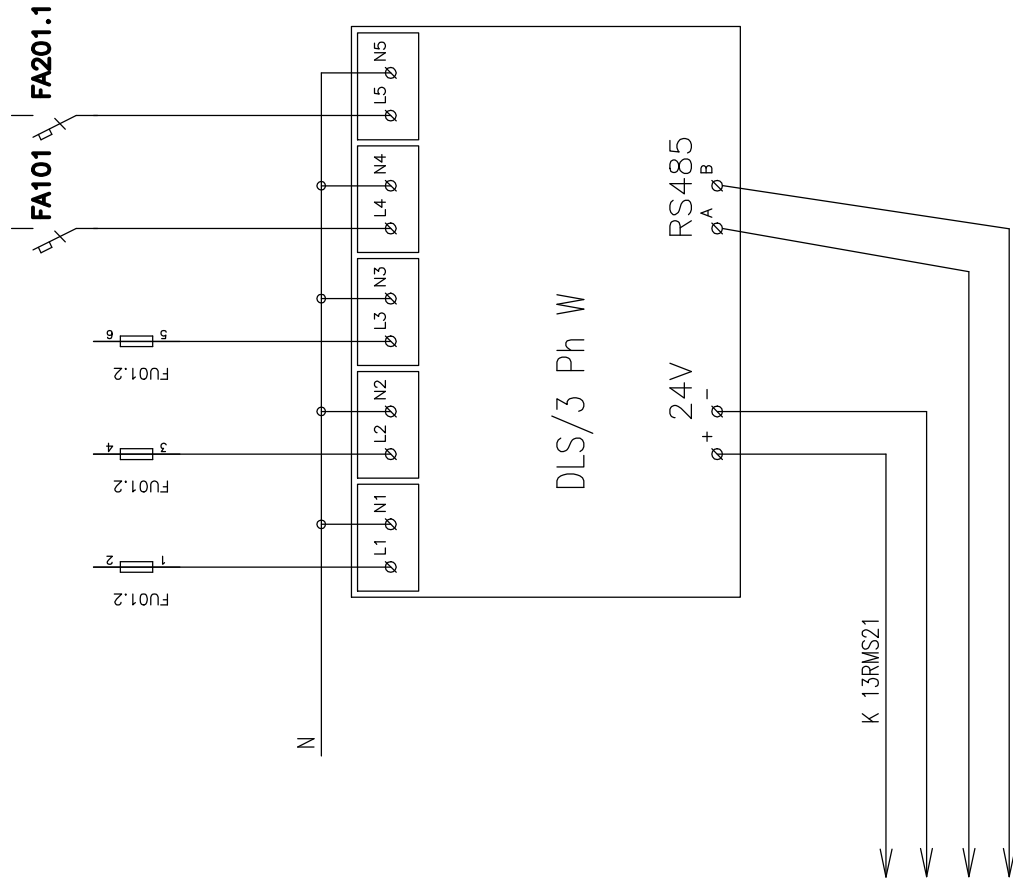 FA201.1
FA101
N5
L5
N4
L4
N3
L3
N2
L2
N1
L1
6 5
FU01.2
4 3
FU01.2
2 1
FU01.2
N
DLS/3 Ph W
RS485
A B
24V
+ -
K 13RMS21